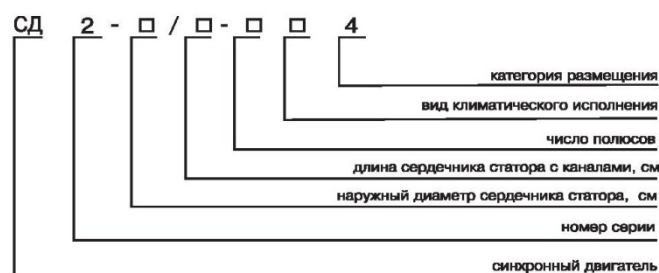 СД 2 - □ / □ - □ □ 4
категория размещения
вид климатического исполнения
число полюсов
длина сердечника статора с каналами, см
наружный диаметр сердечника статора, см
номер серии
синхронный двигатель